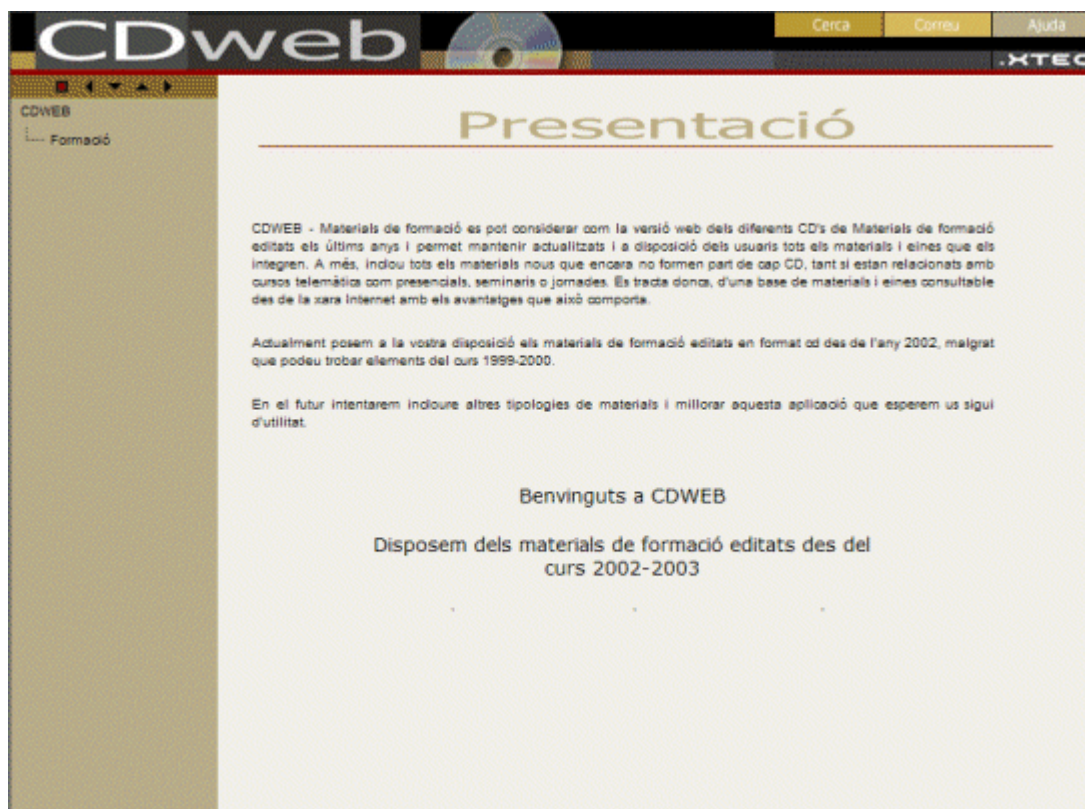 CDweb
Cerca
Correu
Ajuda
.XTEC
CDWEB
Formació
Presentació
CDWEB - Materials de formació es pot considerar com la versió web dels diferents CD's de Materials de formació
editats els últims anys i permet mantenir actualitzats i a disposició dels usuaris tots els materials i eines que els
integren. A més, inclou tots els materials nous que encara no formen part de cap CD, tant si estan relacionats amb
cursos telemàtics com presencials, seminaris o jornades. Es tracta doncs, d'una base de materials i eines consultable
des de la xara Internet amb els avantatges que això comporta.
Actualment posem a la vostra disposició els materials de formació editats en format cd des de l'any 2002, malgrat
que podeu trobar elements del curs 1999-2000.
En el futur intentarem incloure altres tipologies de materials i millorar aquesta aplicació que esperem us sigui
d'utilitat.
Benvinguts a CDWEB
Disposem dels materials de formació editats des del
curs 2002-2003